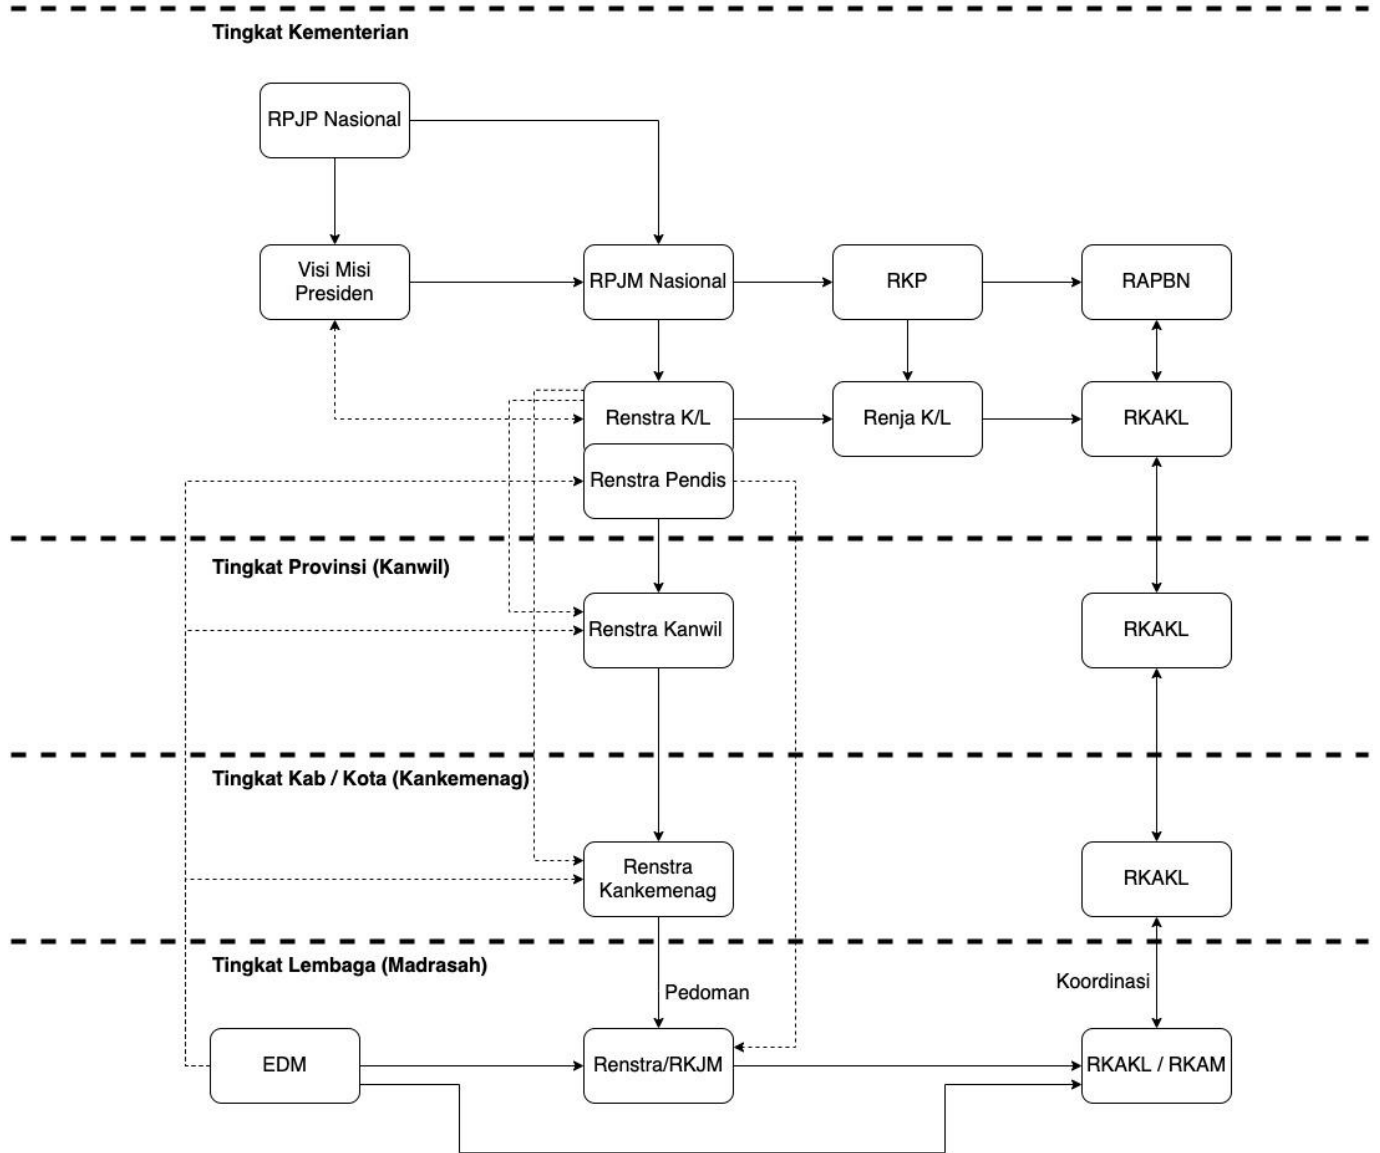 Tingkat Kementerian
RPJP Nasional
Visi Misi
Presiden
RPJM Nasional
RKP
RAPBN
Renstra K/L
Renja K/L
RKAKL
Renstra Pendis
Tingkat Provinsi (Kanwil)
Renstra Kanwil
RKAKL
Tingkat Kab / Kota (Kankemenag)
Renstra
Kankemenag
RKAKL
Tingkat Lembaga (Madrasah)
Pedoman
Koordinasi
EDM
Renstra/RKJM
RKAKL / RKAM